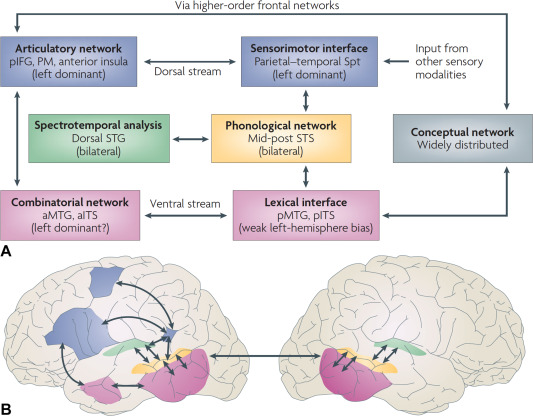 Via higher-order frontal networks
Articulatory network
pIFG, PM, anterior insula
(left dominant)
Dorsal stream
Sensorimotor interface
Parietal–temporal Spt
(left dominant)
Input from
other sensory
modalities
Spectrotemporal analysis
Dorsal STG
(bilateral)
Phonological network
Mid-post STS
(bilateral)
Conceptual network
Widely distributed
Combinatorial network
aMTG, aITS
(left dominant?)
Ventral stream
Lexical interface
pMTG, pITS
(weak left-hemisphere bias)
A
B